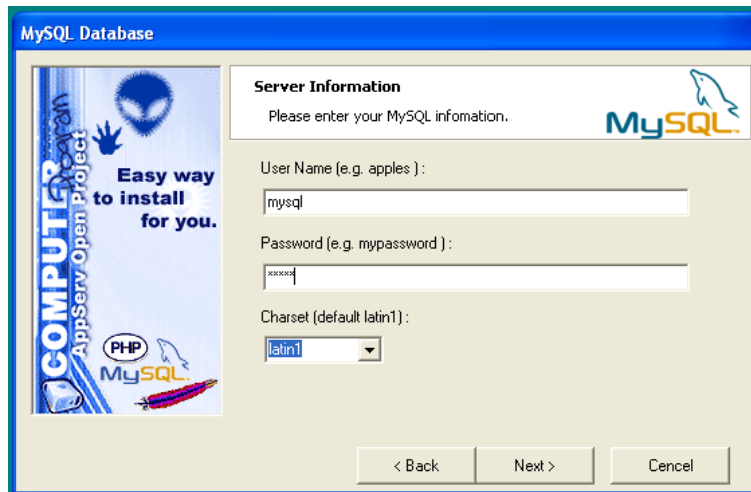 MySQL Database
COMPUTER
program
AppServ Open Project
Easy way
to install
for you.
PHP
MySQL
Server Information
Please enter your MySQL infomation.
MySQL
User Name (e.g. apples ) :
mysql
Password (e.g. mypassword ) :
*****
Charset (default latin1) :
latin1
< Back
Next >
Cencel